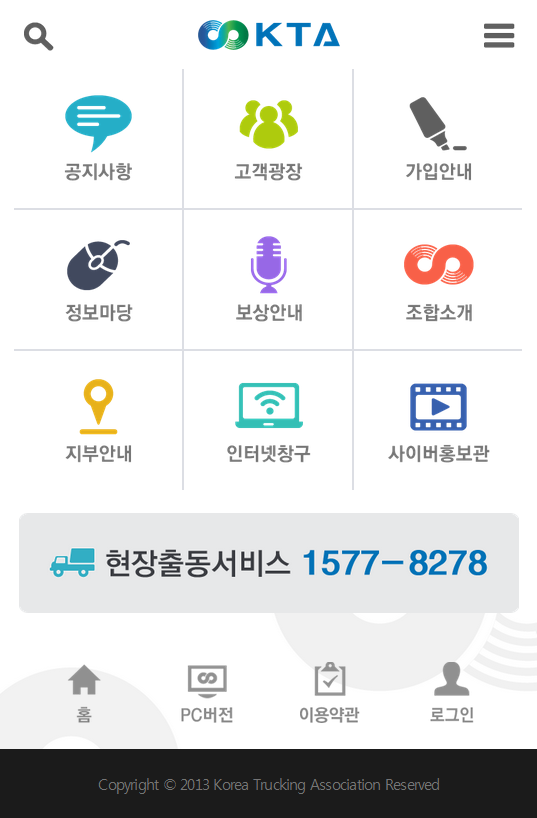 KTA
공지사항 고객광장 가입안내
정보마당 보상안내 조합소개
지부안내 인터넷창구 사이버홍보관
현장출동서비스 1577-8278
홈 PC버전 이용약관 로그인
Copyright © 2013 Korea Trucking Association Reserved